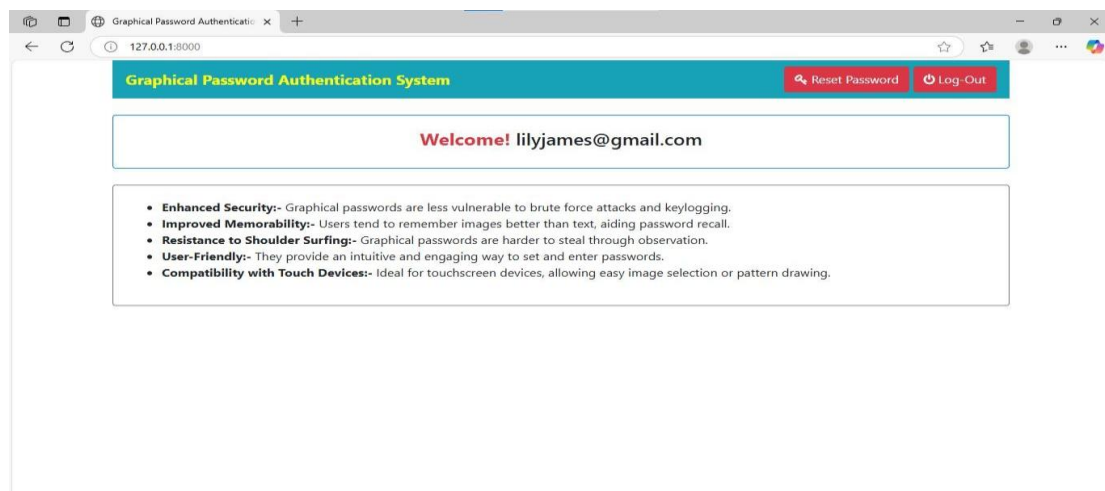 Graphical Password Authenticatio
127.0.0.1:8000
Graphical Password Authentication System
Reset Password
Log-Out
Welcome! lilyjames@gmail.com
• Enhanced Security:- Graphical passwords are less vulnerable to brute force attacks and keylogging.
• Improved Memorability:- Users tend to remember images better than text, aiding password recall.
• Resistance to Shoulder Surfing:- Graphical passwords are harder to steal through observation.
• User-Friendly:- They provide an intuitive and engaging way to set and enter passwords.
• Compatibility with Touch Devices:- Ideal for touchscreen devices, allowing easy image selection or pattern drawing.